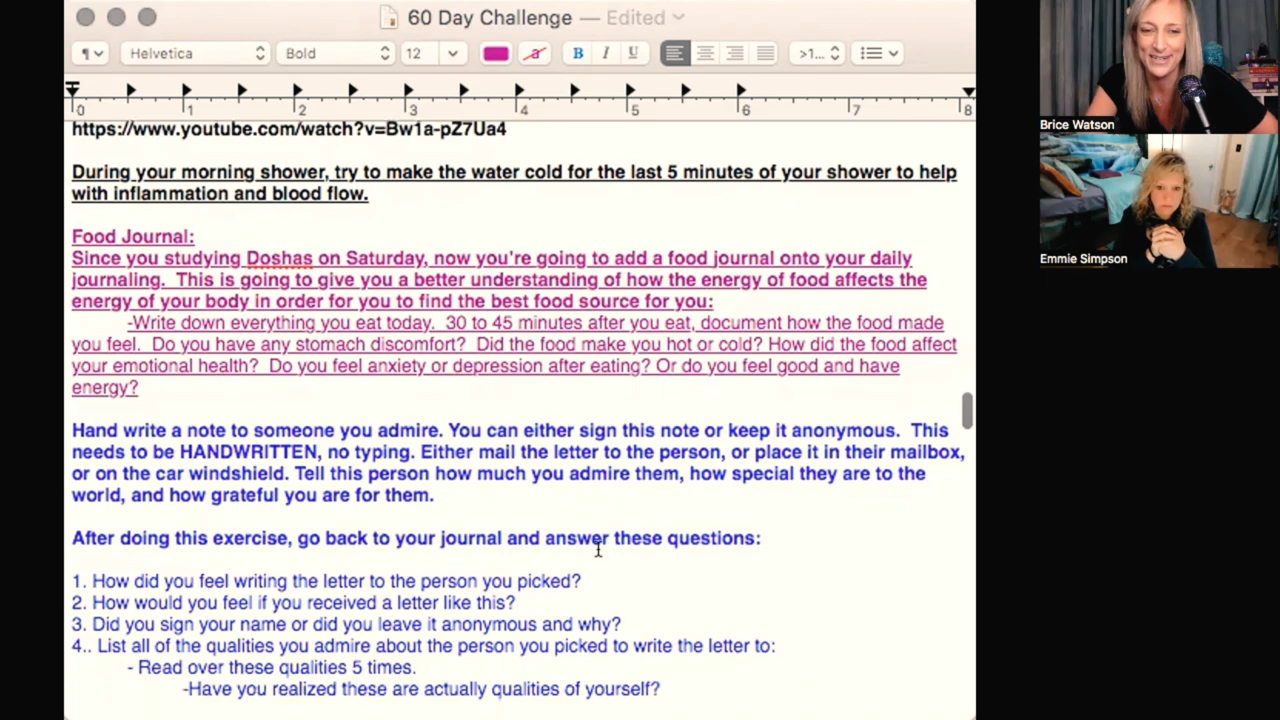 60 Day Challenge — Edited
Helvetica
Bold
12
B
I
U
>1...
0 1 2 3 4 5 6 7 8
https://www.youtube.com/watch?v=Bw1a-pZ7Ua4
During your morning shower, try to make the water cold for the last 5 minutes of your shower to help
with inflammation and blood flow.
Food Journal:
Since you studying Doshas on Saturday, now you're going to add a food journal onto your daily
journaling.  This is going to give you a better understanding of how the energy of food affects the
energy of your body in order for you to find the best food source for you:
-Write down everything you eat today.  30 to 45 minutes after you eat, document how the food made
you feel.  Do you have any stomach discomfort?  Did the food make you hot or cold? How did the food affect
your emotional health?  Do you feel anxiety or depression after eating? Or do you feel good and have
energy?
Hand write a note to someone you admire. You can either sign this note or keep it anonymous.  This
needs to be HANDWRITTEN, no typing. Either mail the letter to the person, or place it in their mailbox,
or on the car windshield. Tell this person how much you admire them, how special they are to the
world, and how grateful you are for them.
After doing this exercise, go back to your journal and answer these questions:
1. How did you feel writing the letter to the person you picked?
2. How would you feel if you received a letter like this?
3. Did you sign your name or did you leave it anonymous and why?
4.. List all of the qualities you admire about the person you picked to write the letter to:
- Read over these qualities 5 times.
-Have you realized these are actually qualities of yourself?
Brice Watson
Emmie Simpson